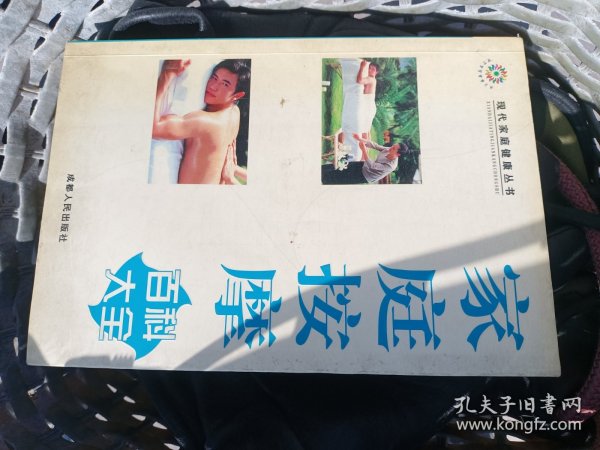 现代家庭健康丛书
XIANDAIJIATINGJIANKANGCONGSHU
家庭按摩
百科
大全
成都人民出版社
孔夫子旧书网
www.kongfz.com